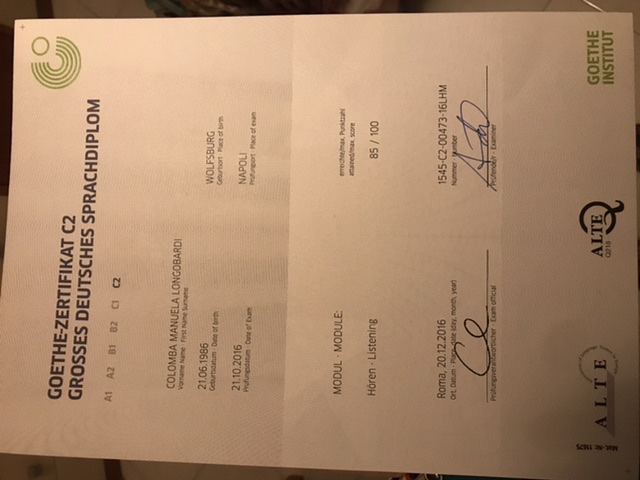 GOETHE-ZERTIFIKAT C2
GROSSES DEUTSCHES SPRACHDIPLOM
A1 A2 B1 B2 C1 C2
COLOMBA MANUELA LONGOBARDI
Vorname Name · First Name Surname
21.06.1986
Geburtsdatum · Date of birth
WOLFSBURG
Geburtsort · Place of birth
21.10.2016
Prüfungsdatum · Date of Exam
NAPOLI
Prüfungsort · Place of exam
MODUL · MODULE:
erreichte/max. Punktzahl
attained/max. score
Hören · Listening
85 / 100
Roma, 20.12.2016
Ort, Datum · Place, date (day, month, year)
1545-C2-00473-16LHM
Nummer · Number
Prüfungsverantwortlicher · Exam official
Prüfender · Examiner
ALTE
ALTE
Q
GOETHE
INSTITUT